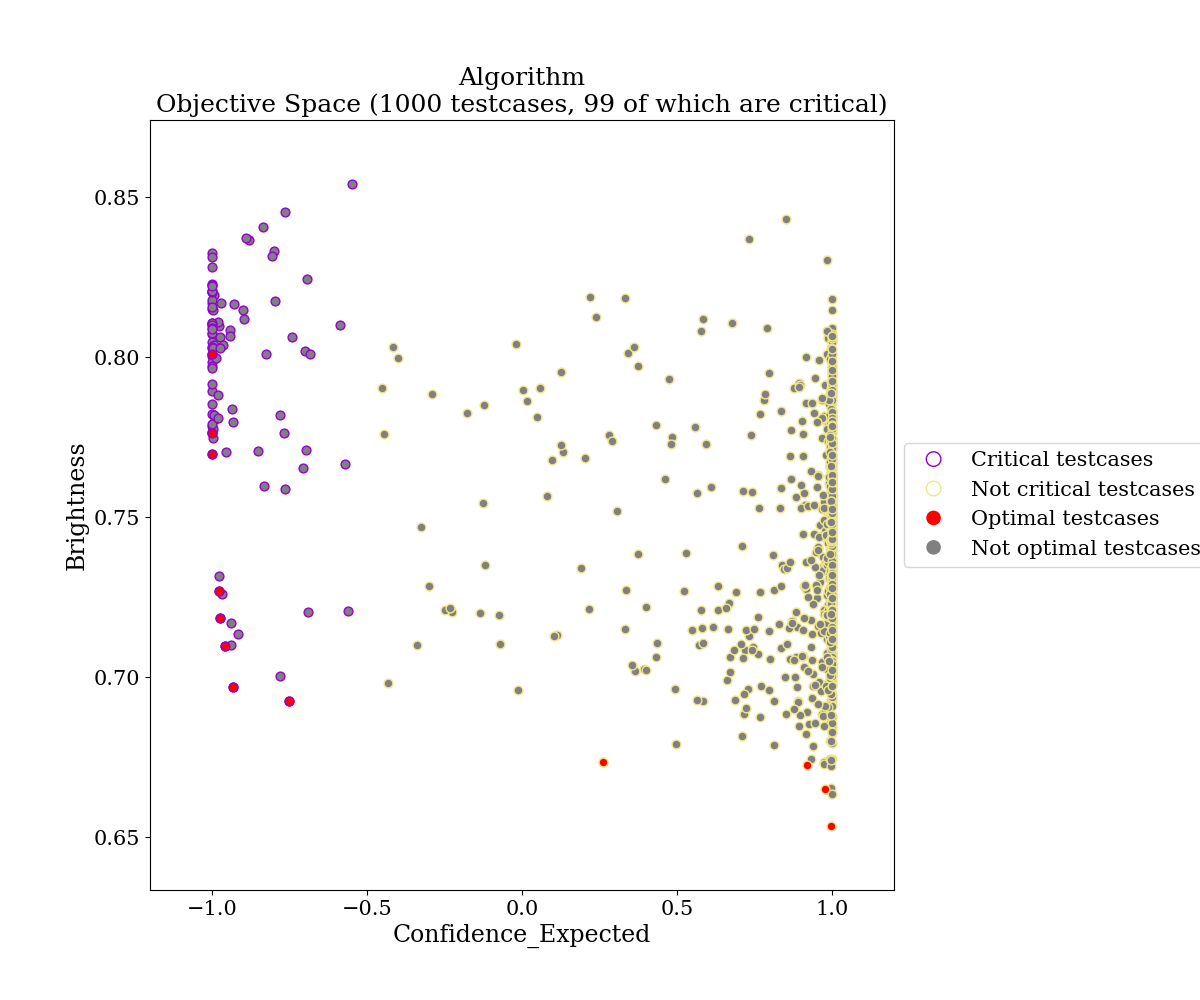 Algorithm
Objective Space (1000 testcases, 99 of which are critical)
0.85
0.80
0.75
0.70
0.65
Brightness
−1.0
−0.5
0.0
0.5
1.0
Confidence_Expected
Critical testcases
Not critical testcases
Optimal testcases
Not optimal testcases